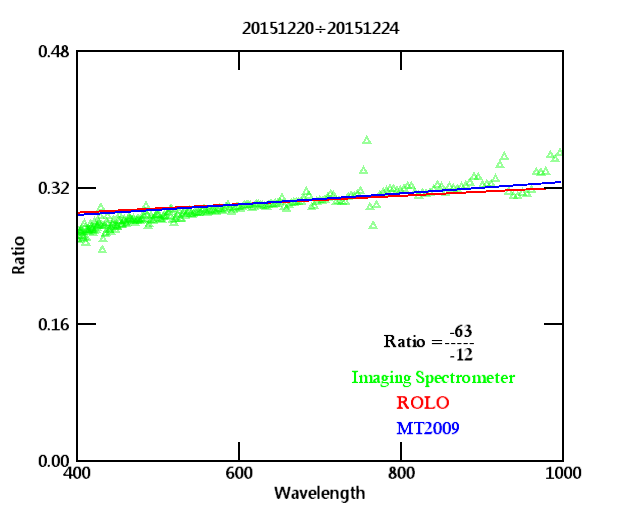 20151220÷20151224
0.48
0.32
0.16
0.00
Ratio
400
600
800
1000
Wavelength
-63
Ratio =-----
-12
Imaging Spectrometer
ROLO
MT2009